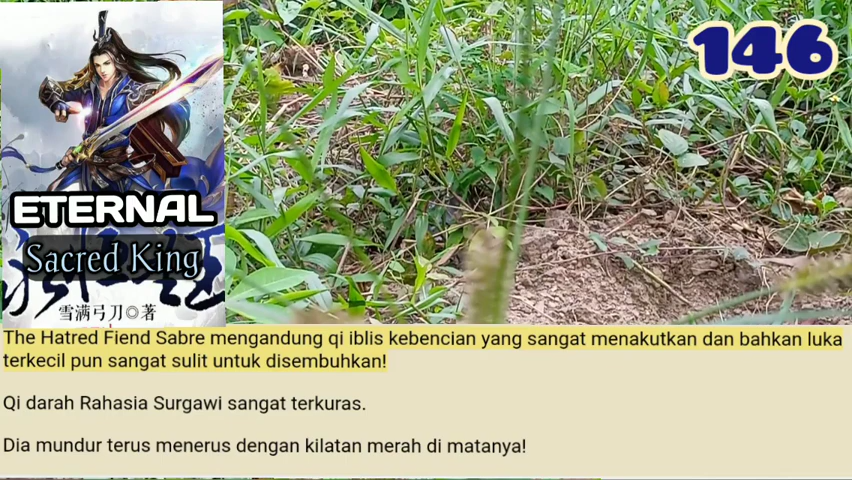 146
ETERNAL
Sacred King
雪满弓刀◎著
The Hatred Fiend Sabre mengandung qi iblis kebencian yang sangat menakutkan dan bahkan luka
terkecil pun sangat sulit untuk disembuhkan!
Qi darah Rahasia Surgawi sangat terkuras.
Dia mundur terus menerus dengan kilatan merah di matanya!